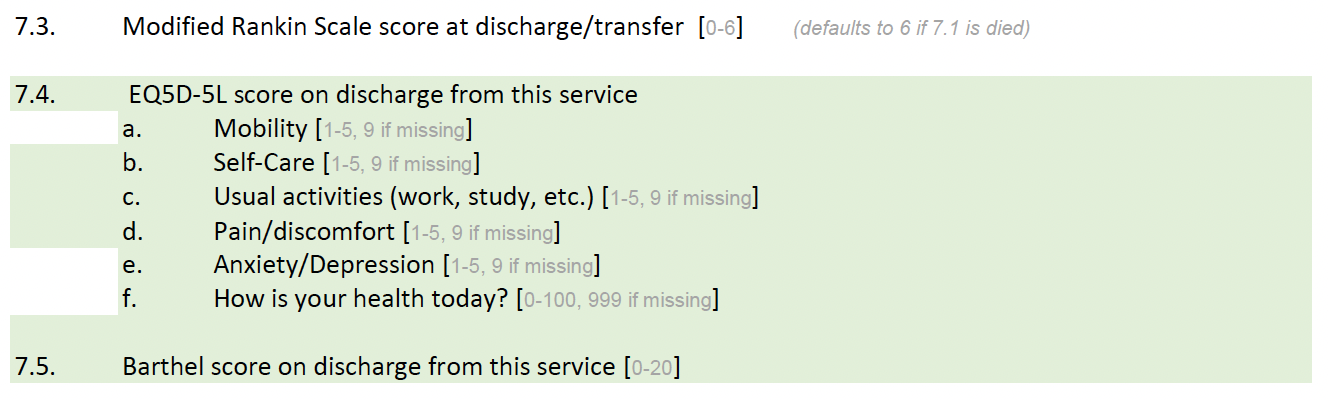 7.3. Modified Rankin Scale score at discharge/transfer [0-6] (defaults to 6 if 7.1 is died)
7.4. EQ5D-5L score on discharge from this service
a. Mobility [1-5, 9 if missing]
b. Self-Care [1-5, 9 if missing]
c. Usual activities (work, study, etc.) [1-5, 9 if missing]
d. Pain/discomfort [1-5, 9 if missing]
e. Anxiety/Depression [1-5, 9 if missing]
f. How is your health today? [0-100, 999 if missing]
7.5. Barthel score on discharge from this service [0-20]